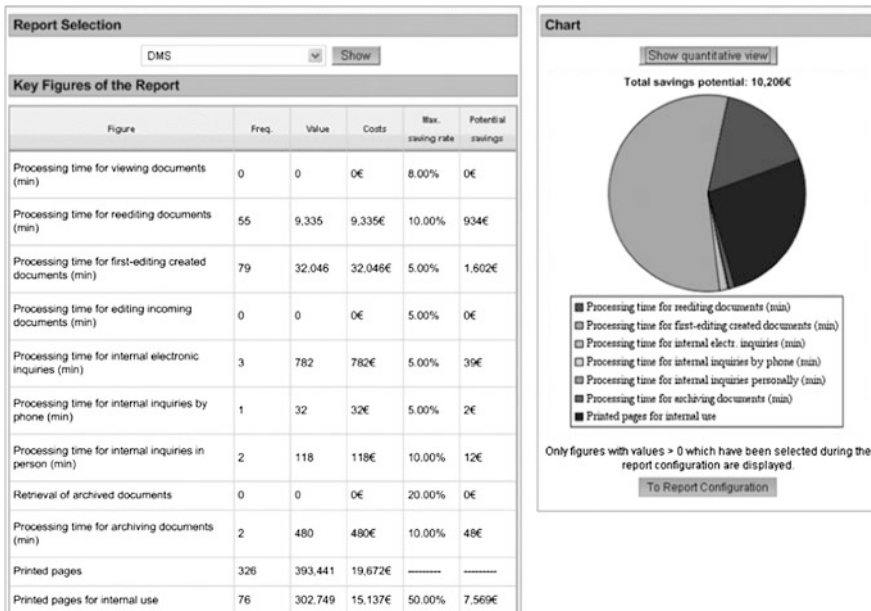 Report Selection
DMS Show
Key Figures of the Report
Figure Freq. Value Costs Max. saving rate Potential savings
Processing time for viewing documents
(min) 0 0 0€ 8.00% 0€
Processing time for reediting documents
(min) 55 9,335 9,335€ 10.00% 934€
Processing time for first-editing created
documents (min) 79 32,046 32,046€ 5.00% 1,602€
Processing time for editing incoming
documents (min) 0 0 0€ 5.00% 0€
Processing time for internal electronic
inquiries (min) 3 782 782€ 5.00% 39€
Processing time for internal inquiries by
phone (min) 1 32 32€ 5.00% 2€
Processing time for internal inquiries in
person (min) 2 118 118€ 10.00% 12€
Retrieval of archived documents 0 0 0€ 20.00% 0€
Processing time for archiving documents
(min) 2 480 480€ 10.00% 48€
Printed pages 326 393,441 19,672€ --------- ---------
Printed pages for internal use 76 302,749 15,137€ 50.00% 7,569€
Chart
Show quantitative view
Total savings potential: 10,206€
Processing time for reediting documents (min)
Processing time for first-editing created documents (min)
Processing time for internal electr. inquiries (min)
Processing time for internal inquiries by phone (min)
Processing time for internal inquiries personally (min)
Processing time for archiving documents (min)
Printed pages for internal use
Only figures with values > 0 which have been selected during the
report configuration are displayed.
To Report Configuration